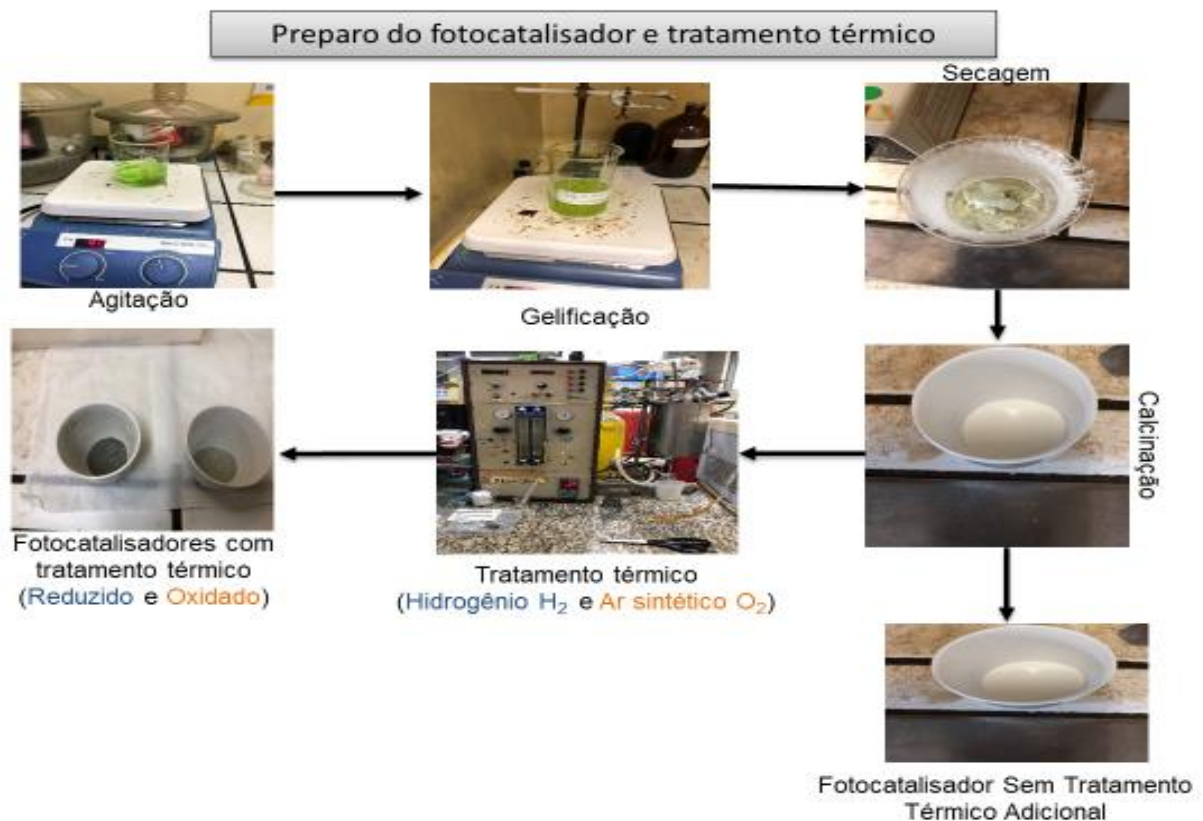 Preparo do fotocatalisador e tratamento térmico
Agitação
Gelificação
Secagem
Calcinação
Fotocatalisador Sem Tratamento
Térmico Adicional
Tratamento térmico
(Hidrogênio H₂ e Ar sintético O₂)
Fotocatalisadores com
tratamento térmico
(Reduzido e Oxidado)